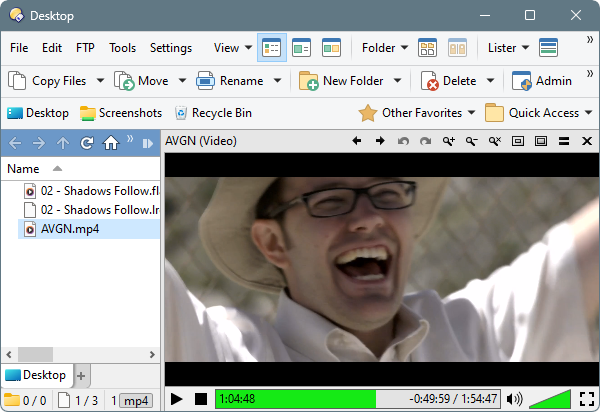 Desktop
File Edit FTP Tools Settings View Folder Lister »
Copy Files Move Rename New Folder Delete Admin »
Desktop Screenshots Recycle Bin Other Favorites Quick Access
» AVGN (Video)
Name
02 - Shadows Follow.fl
02 - Shadows Follow.lr
AVGN.mp4
Desktop +
0 / 0 1 / 3 1 mp4 1:04:48 -0:49:59 / 1:54:47